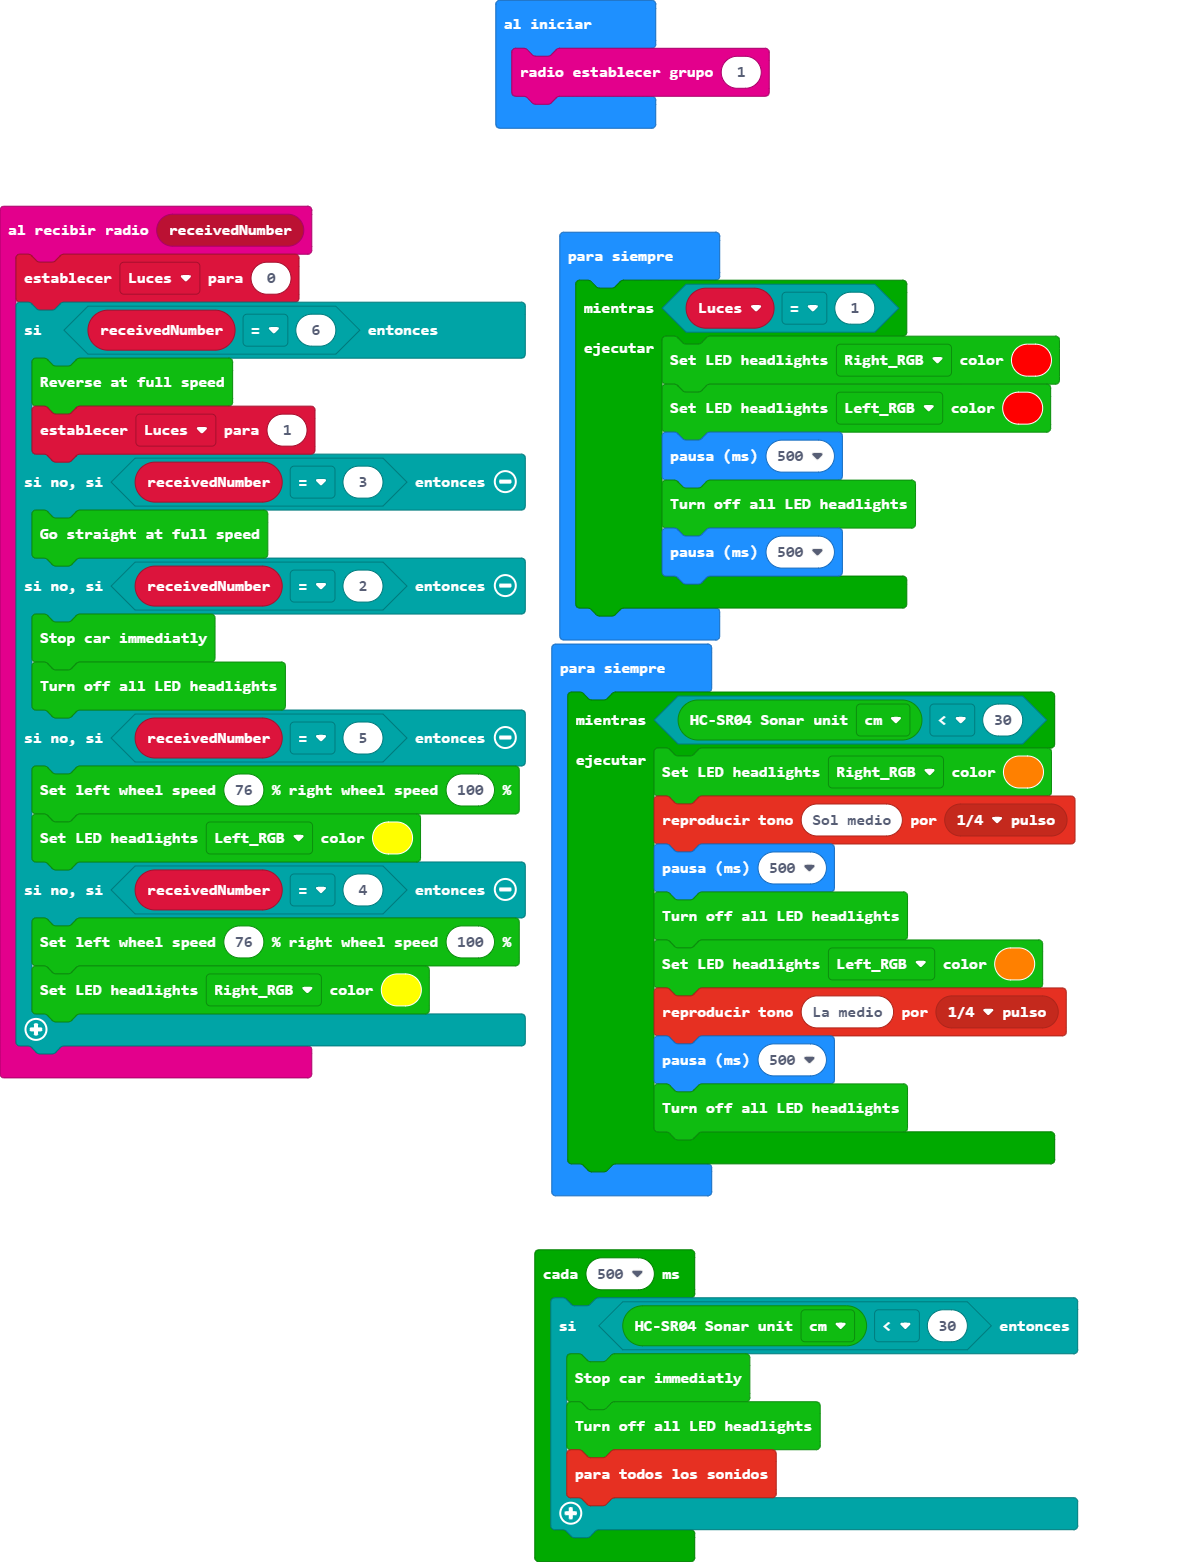 al iniciar
radio establecer grupo 1
al recibir radio receivedNumber
establecer Luces para 0
si receivedNumber = 6 entonces
Reverse at full speed
establecer Luces para 1
si no, si receivedNumber = 3 entonces
Go straight at full speed
si no, si receivedNumber = 2 entonces
Stop car immediatly
Turn off all LED headlights
si no, si receivedNumber = 5 entonces
Set left wheel speed 76 % right wheel speed 100 %
Set LED headlights Left_RGB color
si no, si receivedNumber = 4 entonces
Set left wheel speed 76 % right wheel speed 100 %
Set LED headlights Right_RGB color
para siempre
mientras Luces = 1
ejecutar
Set LED headlights Right_RGB color
Set LED headlights Left_RGB color
pausa (ms) 500
Turn off all LED headlights
pausa (ms) 500
para siempre
mientras HC-SR04 Sonar unit cm < 30
ejecutar
Set LED headlights Right_RGB color
reproducir tono Sol medio por 1/4 pulso
pausa (ms) 500
Turn off all LED headlights
Set LED headlights Left_RGB color
reproducir tono La medio por 1/4 pulso
pausa (ms) 500
Turn off all LED headlights
cada 500 ms
si HC-SR04 Sonar unit cm < 30 entonces
Stop car immediatly
Turn off all LED headlights
para todos los sonidos